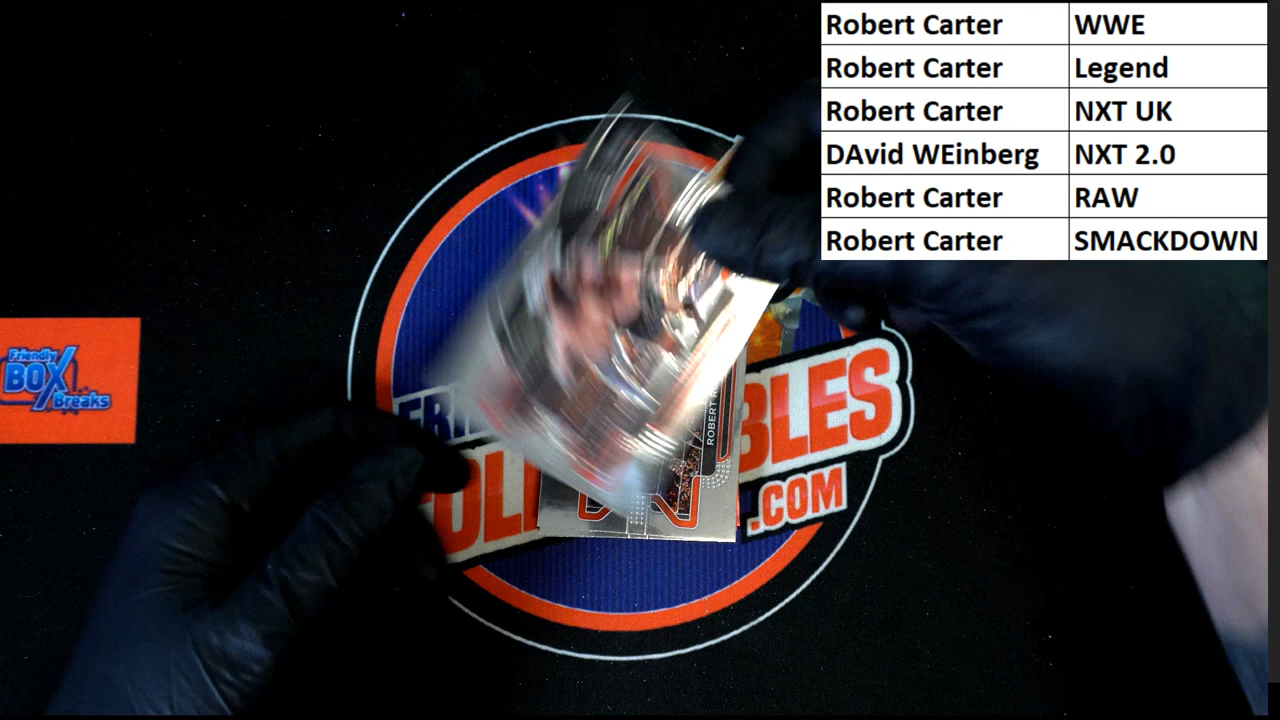 Robert Carter WWE
Robert Carter Legend
Robert Carter NXT UK
DAvid WEinberg NXT 2.0
Robert Carter RAW
Robert Carter SMACKDOWN
Friendly
BOX
Breaks
BLES
.COM
ROBERT